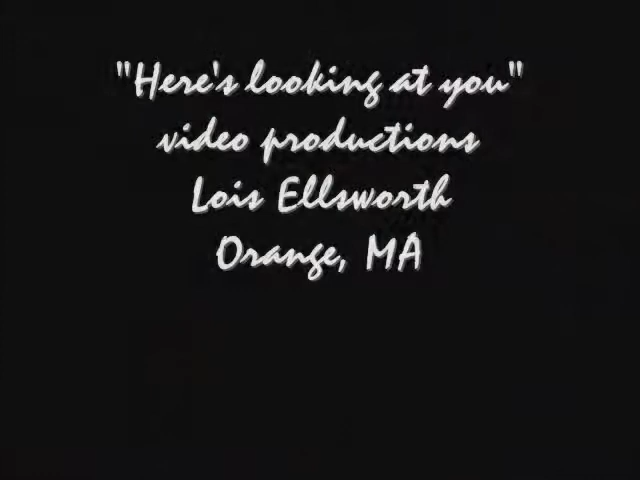 "Here's looking at you"
video productions
Lois Ellsworth
Orange, MA